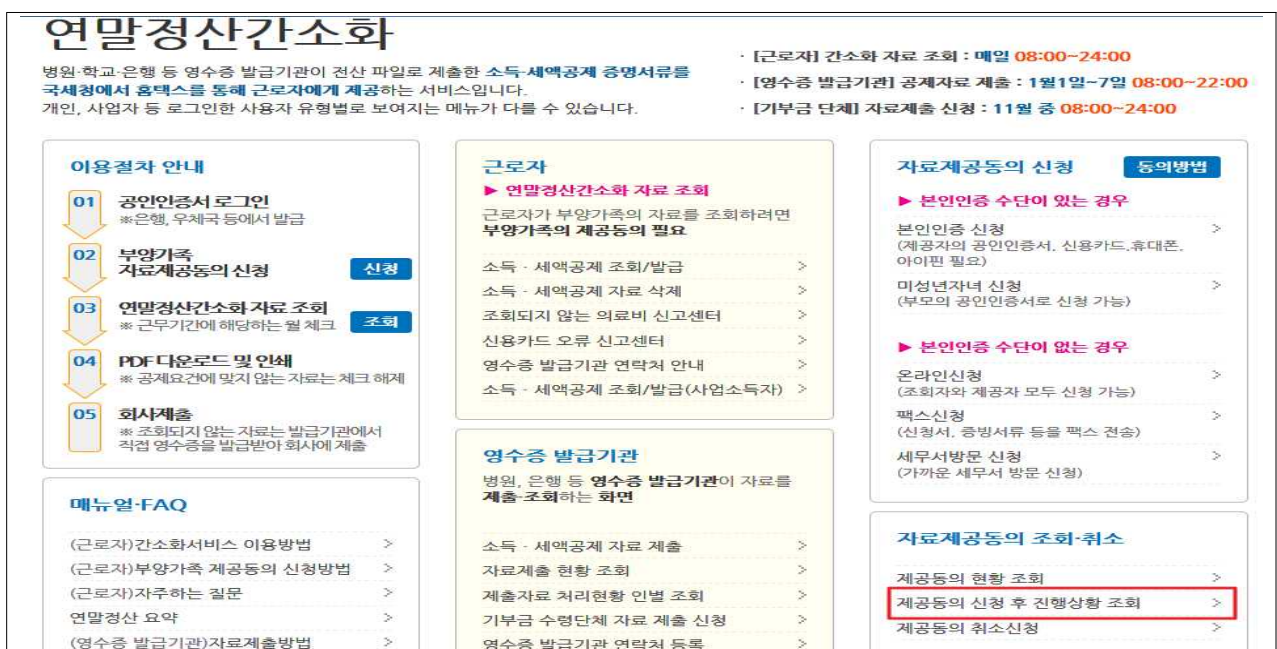 연말정산간소화
병원·학교·은행 등 영수증 발급기관이 전산 파일로 제출한 소득·세액공제 증명서류를
국세청에서 홈택스를 통해 근로자에게 제공하는 서비스입니다.
개인, 사업자 등 로그인한 사용자 유형별로 보여지는 메뉴가 다를 수 있습니다.
· [근로자] 간소화 자료 조회 : 매일 08:00~24:00
· [영수증 발급기관] 공제자료 제출 : 1월1일~7일 08:00~22:00
· [기부금 단체] 자료제출 신청 : 11월 중 08:00~24:00
이용절차 안내
01 공인인증서 로그인
※은행, 우체국 등에서 발급
02 부양가족
자료제공동의 신청 신청
03 연말정산간소화 자료 조회
※ 근무기간에 해당하는 월 체크 조회
04 PDF 다운로드 및 인쇄
※ 공제요건에 맞지 않는 자료는 체크 해제
05 회사제출
※ 조회되지 않는 자료는 발급기관에서
직접 영수증을 발급받아 회사에 제출
매뉴얼·FAQ
(근로자)간소화서비스 이용방법 >
(근로자)부양가족 제공동의 신청방법 >
(근로자)자주하는 질문 >
연말정산 요약 >
(영수증 발급기관)자료제출방법 >
근로자
▶ 연말정산간소화 자료 조회
근로자가 부양가족의 자료를 조회하려면
부양가족의 제공동의 필요
소득 · 세액공제 조회/발급 >
소득 · 세액공제 자료 삭제 >
조회되지 않는 의료비 신고센터 >
신용카드 오류 신고센터 >
영수증 발급기관 연락처 안내 >
소득 · 세액공제 조회/발급(사업소득자) >
영수증 발급기관
병원, 은행 등 영수증 발급기관이 자료를
제출·조회하는 화면
소득 · 세액공제 자료 제출 >
자료제출 현황 조회 >
제출자료 처리현황 인별 조회 >
기부금 수령단체 자료 제출 신청 >
영수증 발급기관 연락처 등록 >
자료제공동의 신청 동의방법
▶ 본인인증 수단이 있는 경우
본인인증 신청 >
(제공자의 공인인증서, 신용카드,휴대폰,
아이핀 필요)
미성년자녀 신청 >
(부모의 공인인증서로 신청 가능)
▶ 본인인증 수단이 없는 경우
온라인신청 >
(조회자와 제공자 모두 신청 가능)
팩스신청 >
(신청서, 증빙서류 등을 팩스 전송)
세무서방문 신청 >
(가까운 세무서 방문 신청)
자료제공동의 조회·취소
제공동의 현황 조회 >
제공동의 신청 후 진행상황 조회 >
제공동의 취소신청 >